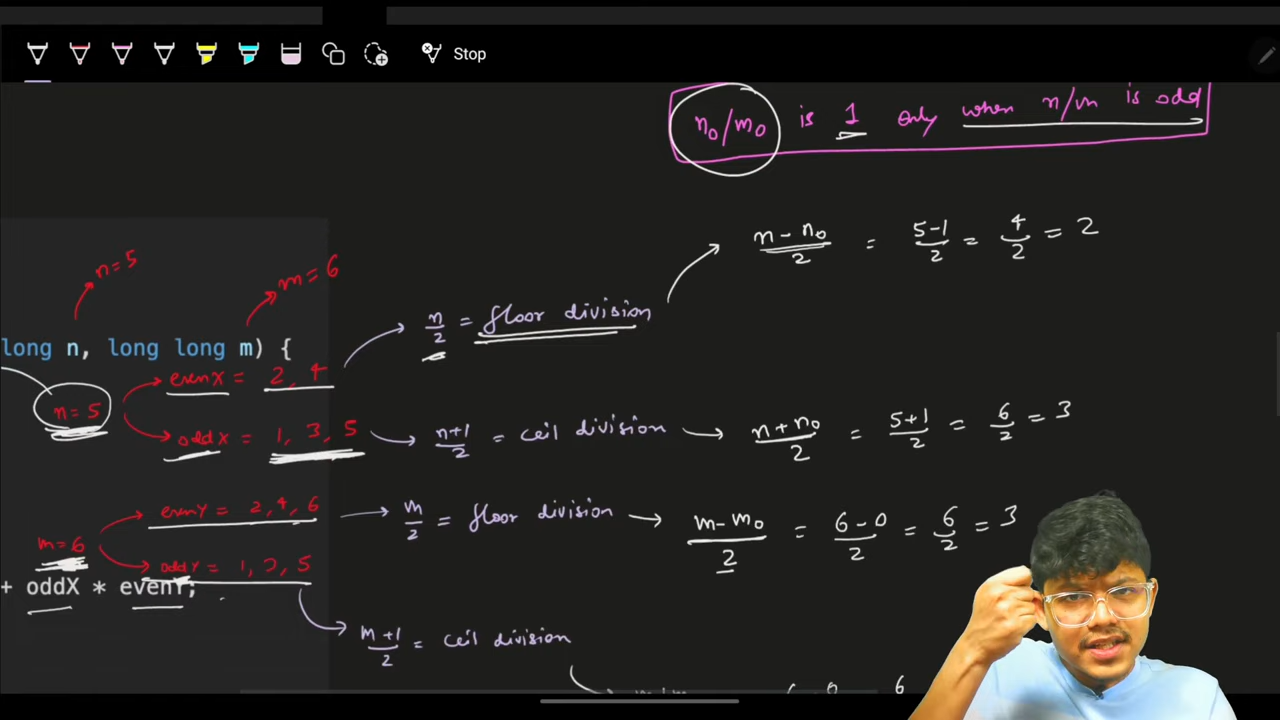 Stop
n₀/m₀ is 1 only when n/m is odd
n - n₀ / 2 = 5-1 / 2 = 4/2 = 2
n=5
m=6
n/2 = floor division
long n, long long m) {
evenX = 2, 4
n=5
oddX = 1, 3, 5
n+1 / 2 = ceil division
n + n₀ / 2 = 5+1 / 2 = 6/2 = 3
evenY = 2, 4, 6
m/2 = floor division
m - m₀ / 2 = 6-0 / 2 = 6/2 = 3
m=6
oddY = 1, 3, 5
+ oddX * evenY;
m+1 / 2 = ceil division